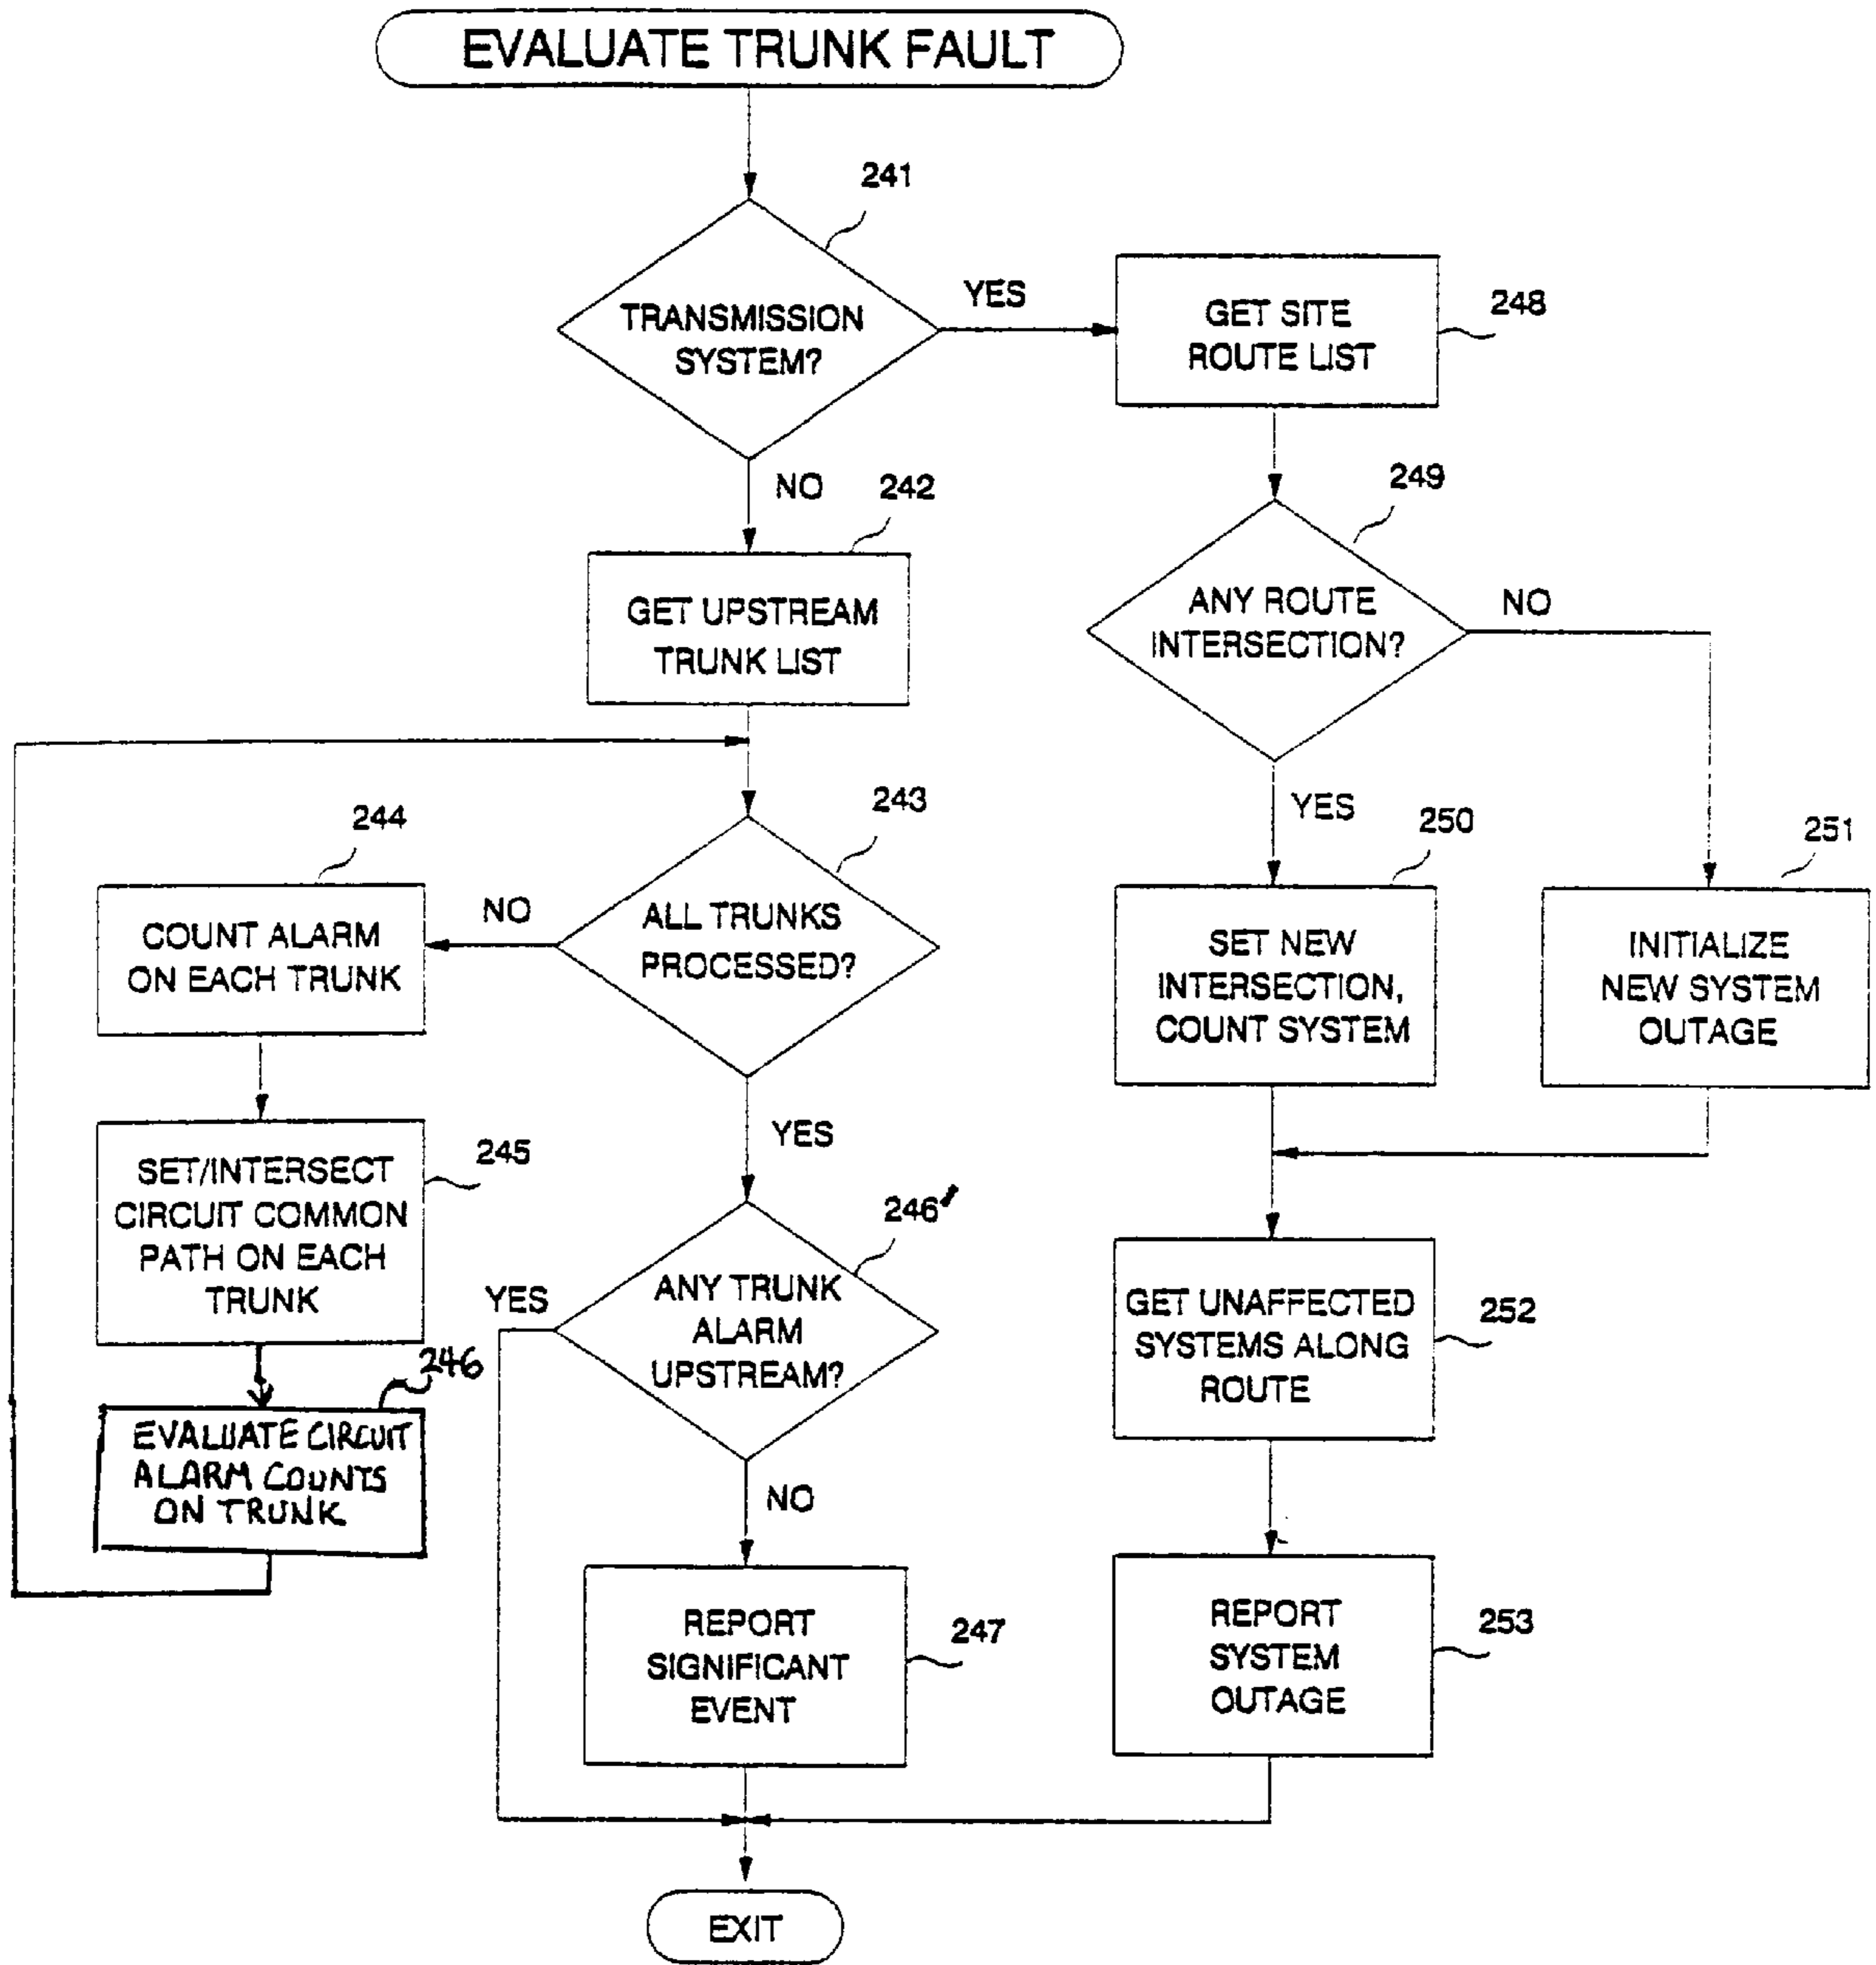 EVALUATE TRUNK FAULT
241
TRANSMISSION
SYSTEM?
YES
GET SITE
ROUTE LIST
248
NO
242
GET UPSTREAM
TRUNK LIST
249
ANY ROUTE
INTERSECTION?
NO
YES
243
ALL TRUNKS
PROCESSED?
NO
244
COUNT ALARM
ON EACH TRUNK
245
SET/INTERSECT
CIRCUIT COMMON
PATH ON EACH
TRUNK
246
EVALUATE CIRCUIT
ALARM COUNTS
ON TRUNK
YES
246'
ANY TRUNK
ALARM
UPSTREAM?
YES
NO
REPORT
SIGNIFICANT
EVENT
247
250
SET NEW
INTERSECTION,
COUNT SYSTEM
251
INITIALIZE
NEW SYSTEM
OUTAGE
GET UNAFFECTED
SYSTEMS ALONG
ROUTE
252
REPORT
SYSTEM
OUTAGE
253
EXIT